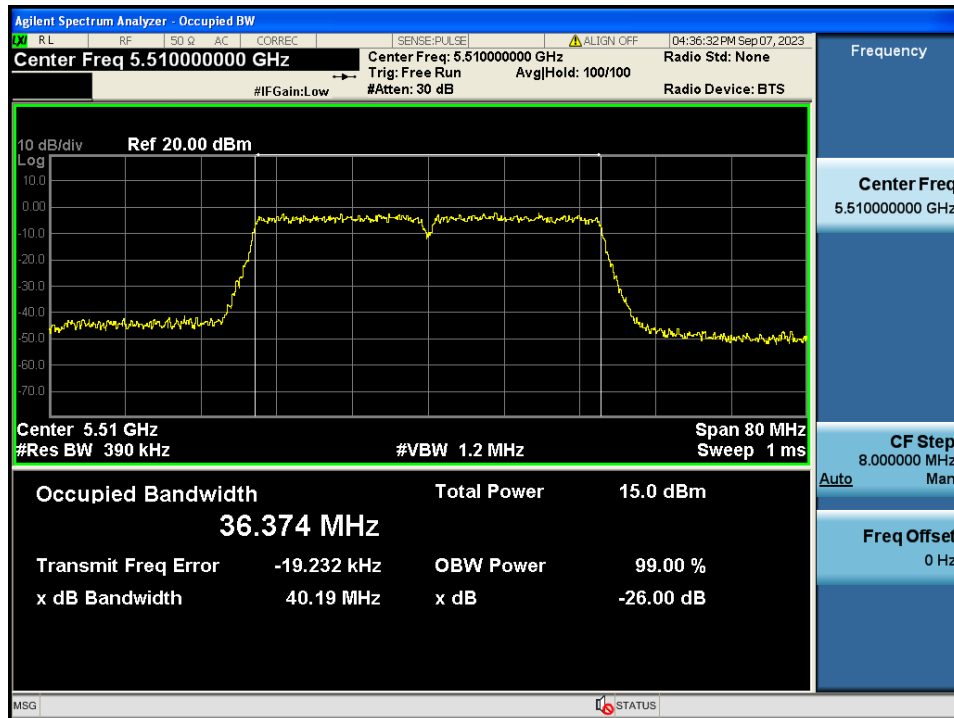 Agilent Spectrum Analyzer - Occupied BW
LXI RL RF 50 Ω AC CORREC SENSE:PULSE ALIGN OFF 04:36:32 PM Sep 07, 2023
Center Freq 5.510000000 GHz
Center Freq: 5.510000000 GHz Radio Std: None
Trig: Free Run Avg|Hold: 100/100
#IFGain:Low #Atten: 30 dB Radio Device: BTS
10 dB/div Ref 20.00 dBm
Log
10.0
0.00
-10.0
-20.0
-30.0
-40.0
-50.0
-60.0
-70.0
Center 5.51 GHz Span 80 MHz
#Res BW 390 kHz #VBW 1.2 MHz Sweep 1 ms
Occupied Bandwidth Total Power 15.0 dBm
36.374 MHz
Transmit Freq Error -19.232 kHz OBW Power 99.00 %
x dB Bandwidth 40.19 MHz x dB -26.00 dB
Frequency
Center Freq
5.510000000 GHz
CF Step
8.000000 MHz
Auto Man
Freq Offset
0 Hz
MSG STATUS